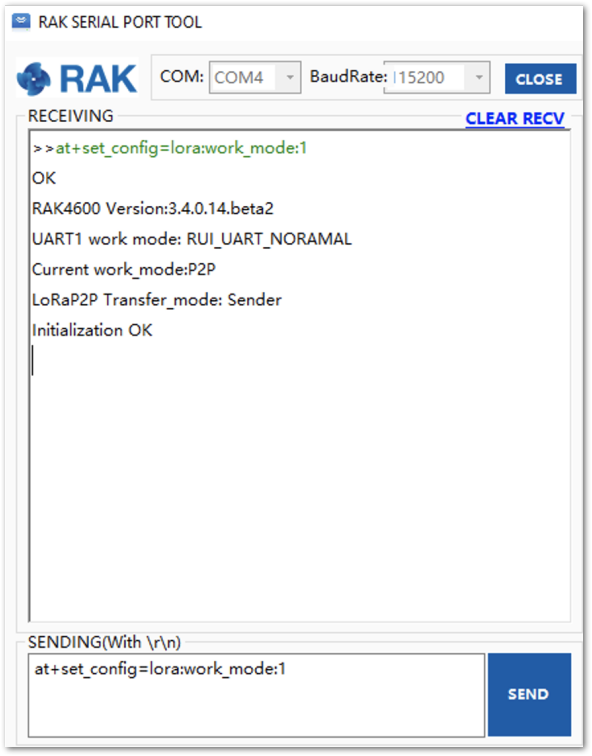 RAK SERIAL PORT TOOL
RAK COM: COM4 BaudRate: 115200 CLOSE
RECEIVING CLEAR RECV
>>at+set_config=lora:work_mode:1
OK
RAK4600 Version:3.4.0.14.beta2
UART1 work mode: RUI_UART_NORAMAL
Current work_mode:P2P
LoRaP2P Transfer_mode: Sender
Initialization OK
SENDING(With \r\n)
at+set_config=lora:work_mode:1
SEND